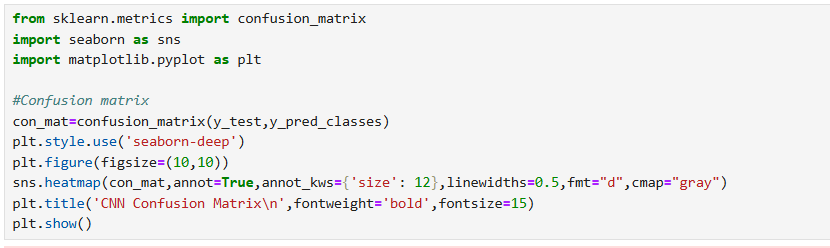 from sklearn.metrics import confusion_matrix
import seaborn as sns
import matplotlib.pyplot as plt
#Confusion matrix
con_mat=confusion_matrix(y_test,y_pred_classes)
plt.style.use('seaborn-deep')
plt.figure(figsize=(10,10))
sns.heatmap(con_mat,annot=True,annot_kws={'size': 12},linewidths=0.5,fmt="d",cmap="gray")
plt.title('CNN Confusion Matrix\n',fontweight='bold',fontsize=15)
plt.show()